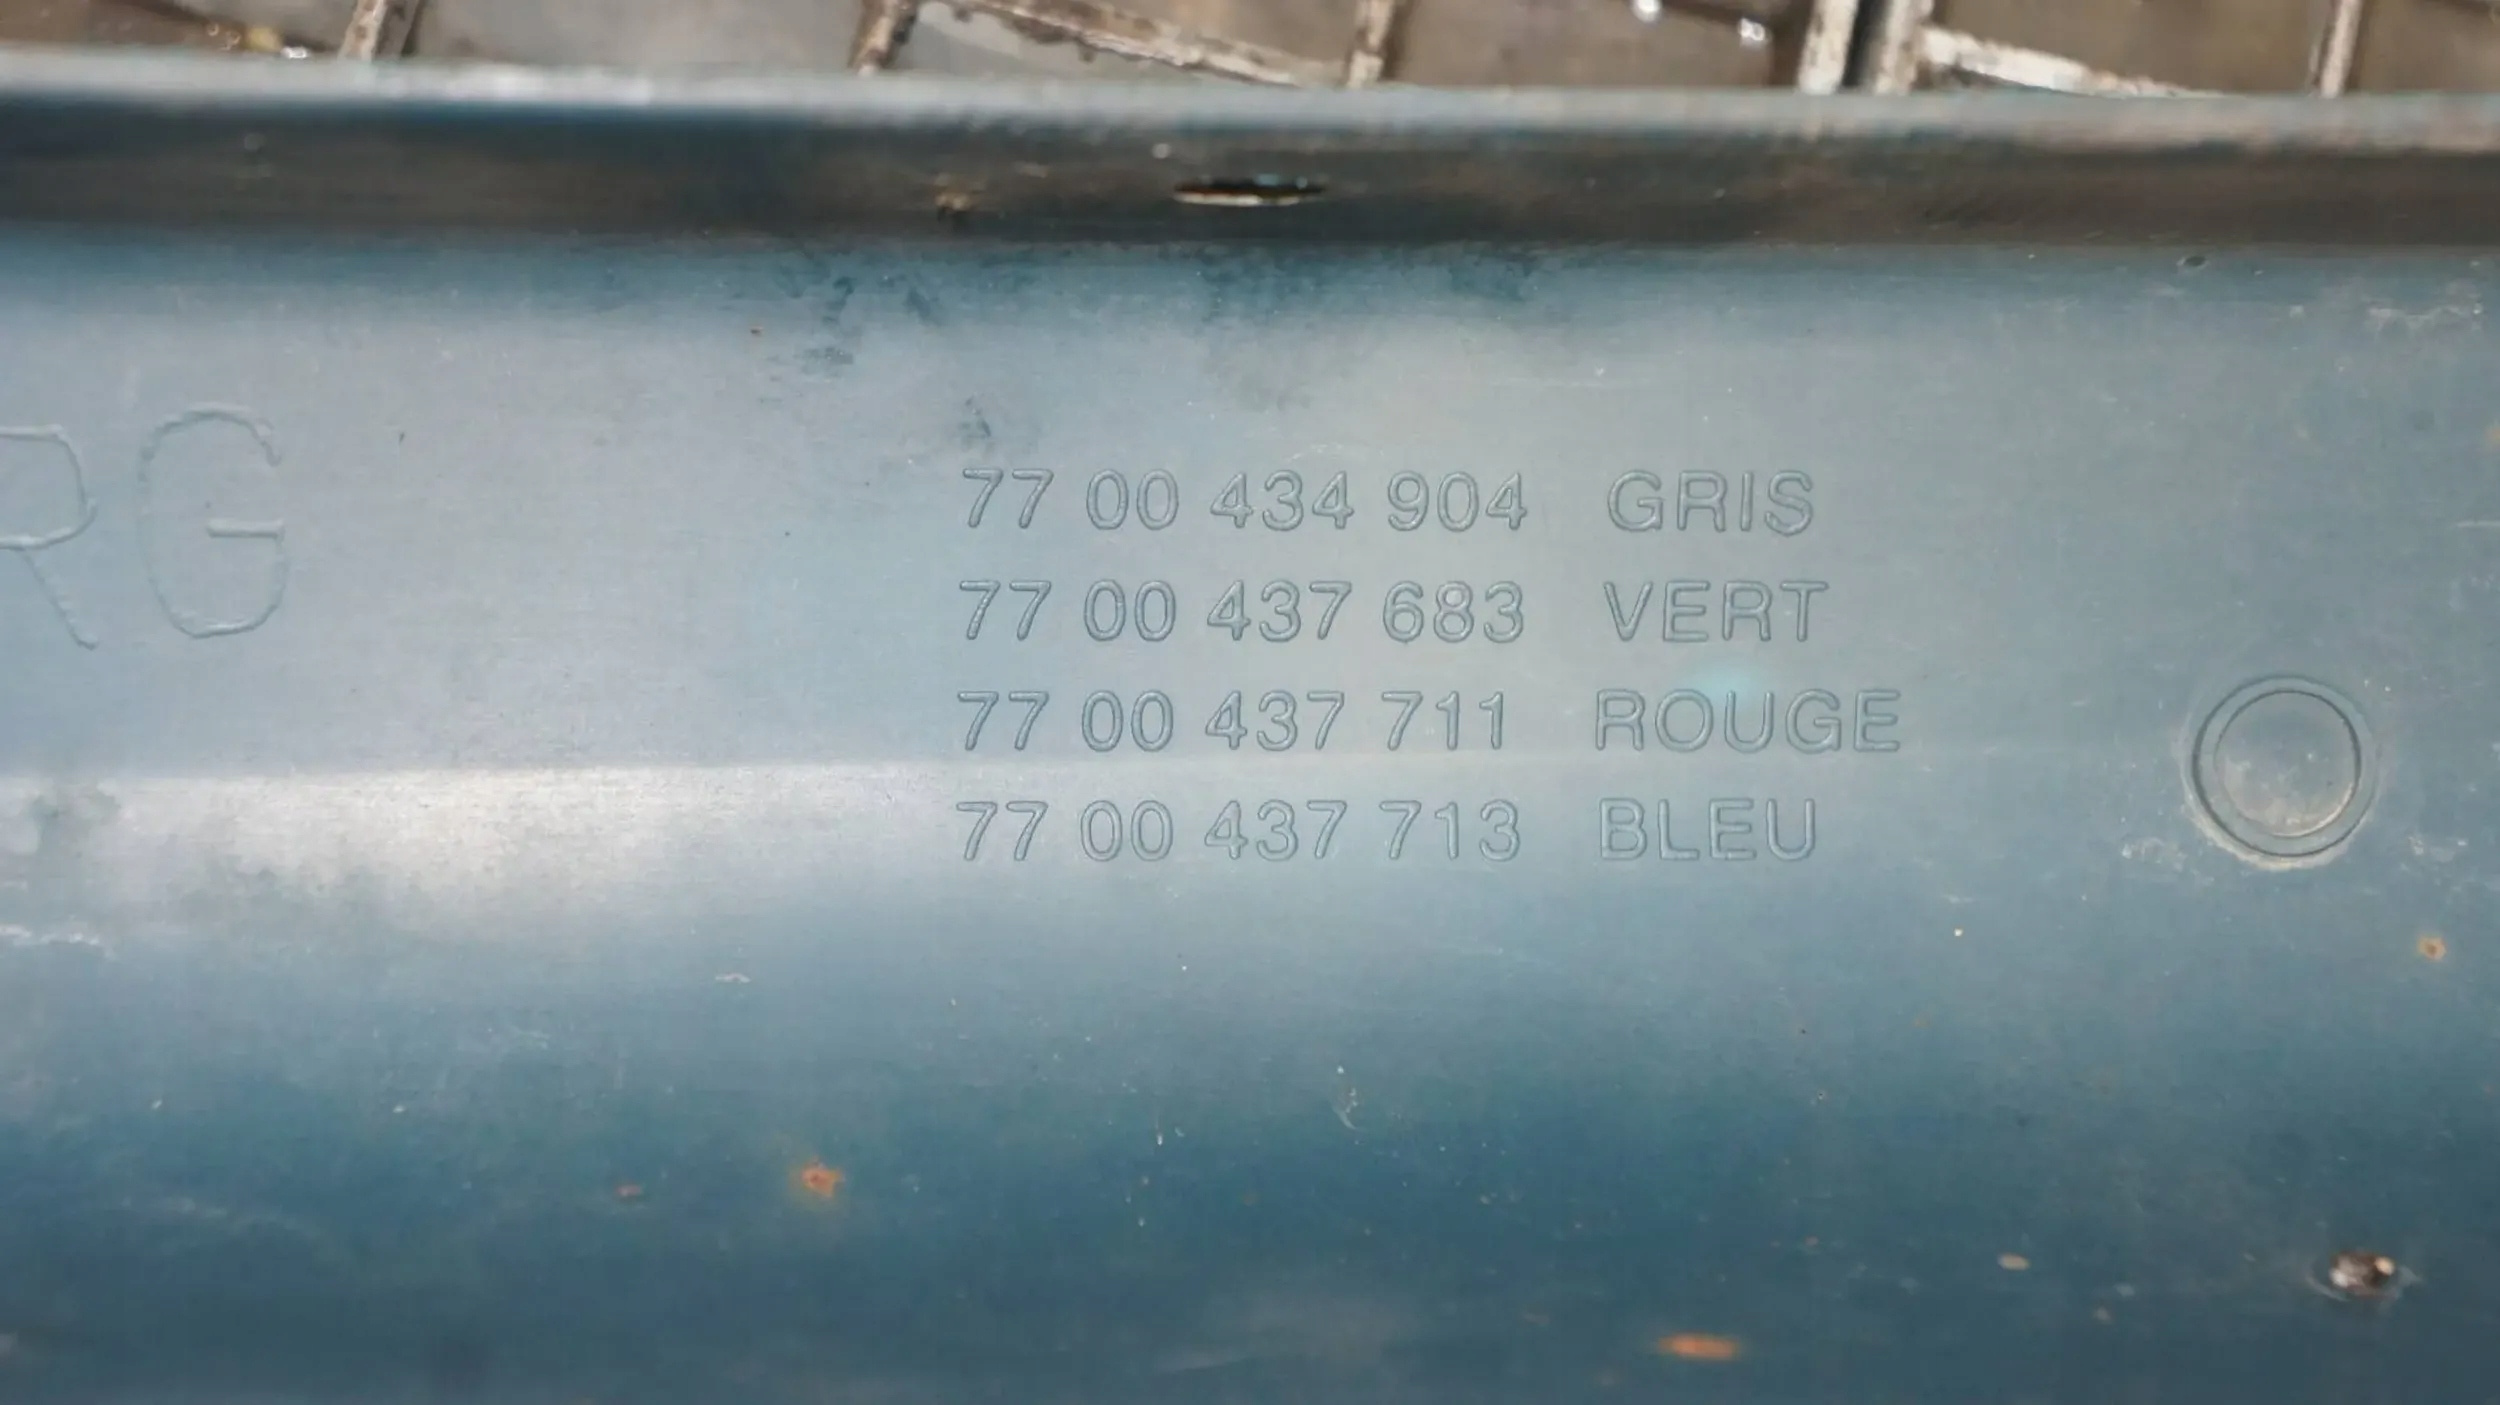 RG
77 00 434 904 GRIS
77 00 437 683 VERT
77 00 437 711 ROUGE
77 00 437 713 BLEU